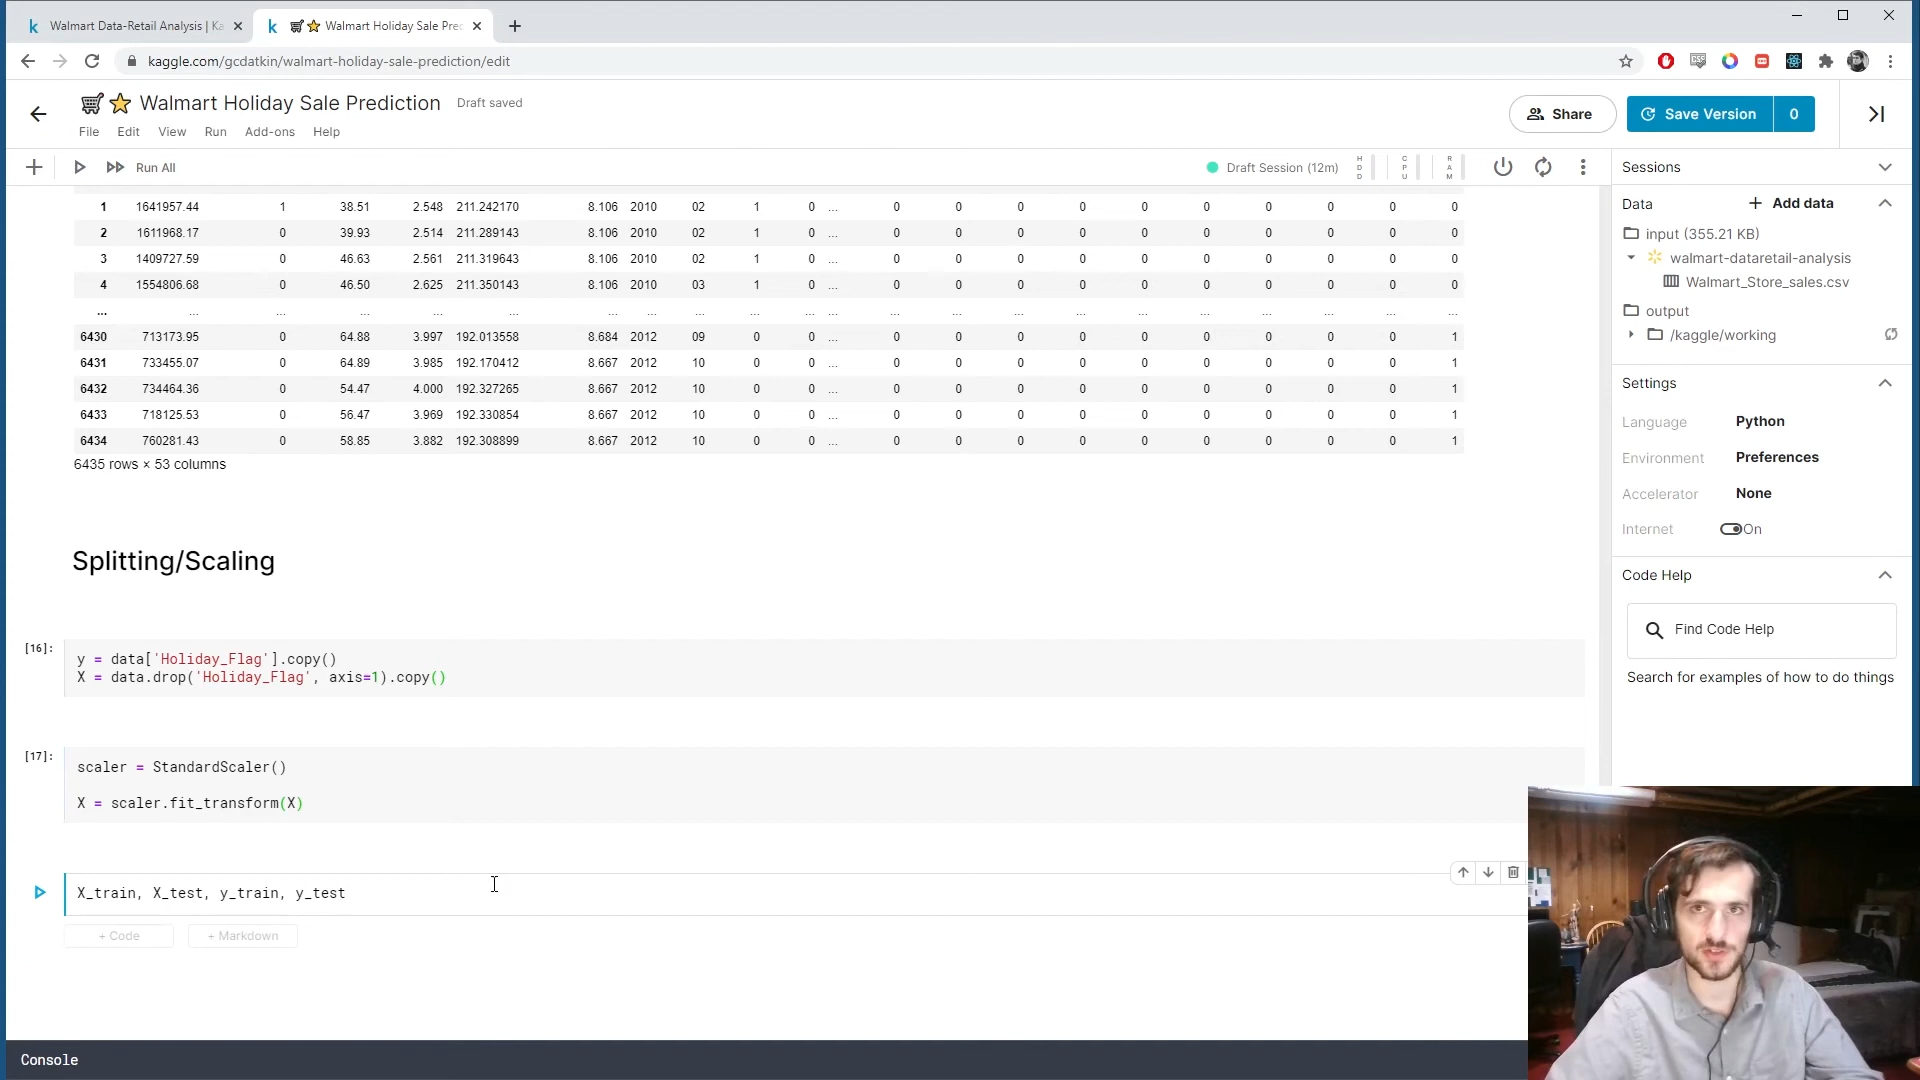 Walmart Data-Retail Analysis | Ka
Walmart Holiday Sale Pred
kaggle.com/gcdatkin/walmart-holiday-sale-prediction/edit
Walmart Holiday Sale Prediction
Draft saved
Share
Save Version
0
File
Edit
View
Run
Add-ons
Help
Run All
Draft Session (12m)
HDD
CPU
RAM
1 1641957.44 1 38.51 2.548 211.242170 8.106 2010 02 1 0 ... 0 0 0 0 0 0 0 0 0 0
2 1611968.17 0 39.93 2.514 211.289143 8.106 2010 02 1 0 ... 0 0 0 0 0 0 0 0 0 0
3 1409727.59 0 46.63 2.561 211.319643 8.106 2010 02 1 0 ... 0 0 0 0 0 0 0 0 0 0
4 1554806.68 0 46.50 2.625 211.350143 8.106 2010 03 1 0 ... 0 0 0 0 0 0 0 0 0 0
... ... ... ... ... ... ... ... ... ... ... ... ... ... ... ... ... ... ... ... ... ...
6430 713173.95 0 64.88 3.997 192.013558 8.684 2012 09 0 0 ... 0 0 0 0 0 0 0 0 0 1
6431 733455.07 0 64.89 3.985 192.170412 8.667 2012 10 0 0 ... 0 0 0 0 0 0 0 0 0 1
6432 734464.36 0 54.47 4.000 192.327265 8.667 2012 10 0 0 ... 0 0 0 0 0 0 0 0 0 1
6433 718125.53 0 56.47 3.969 192.330854 8.667 2012 10 0 0 ... 0 0 0 0 0 0 0 0 0 1
6434 760281.43 0 58.85 3.882 192.308899 8.667 2012 10 0 0 ... 0 0 0 0 0 0 0 0 0 1
6435 rows × 53 columns
Splitting/Scaling
[16]:
y = data['Holiday_Flag'].copy()
X = data.drop('Holiday_Flag', axis=1).copy()
[17]:
scaler = StandardScaler()
X = scaler.fit_transform(X)
X_train, X_test, y_train, y_test
+ Code
+ Markdown
Console
Sessions
Data
+ Add data
input (355.21 KB)
walmart-dataretail-analysis
Walmart_Store_sales.csv
output
/kaggle/working
Settings
Language Python
Environment Preferences
Accelerator None
Internet On
Code Help
Find Code Help
Search for examples of how to do things